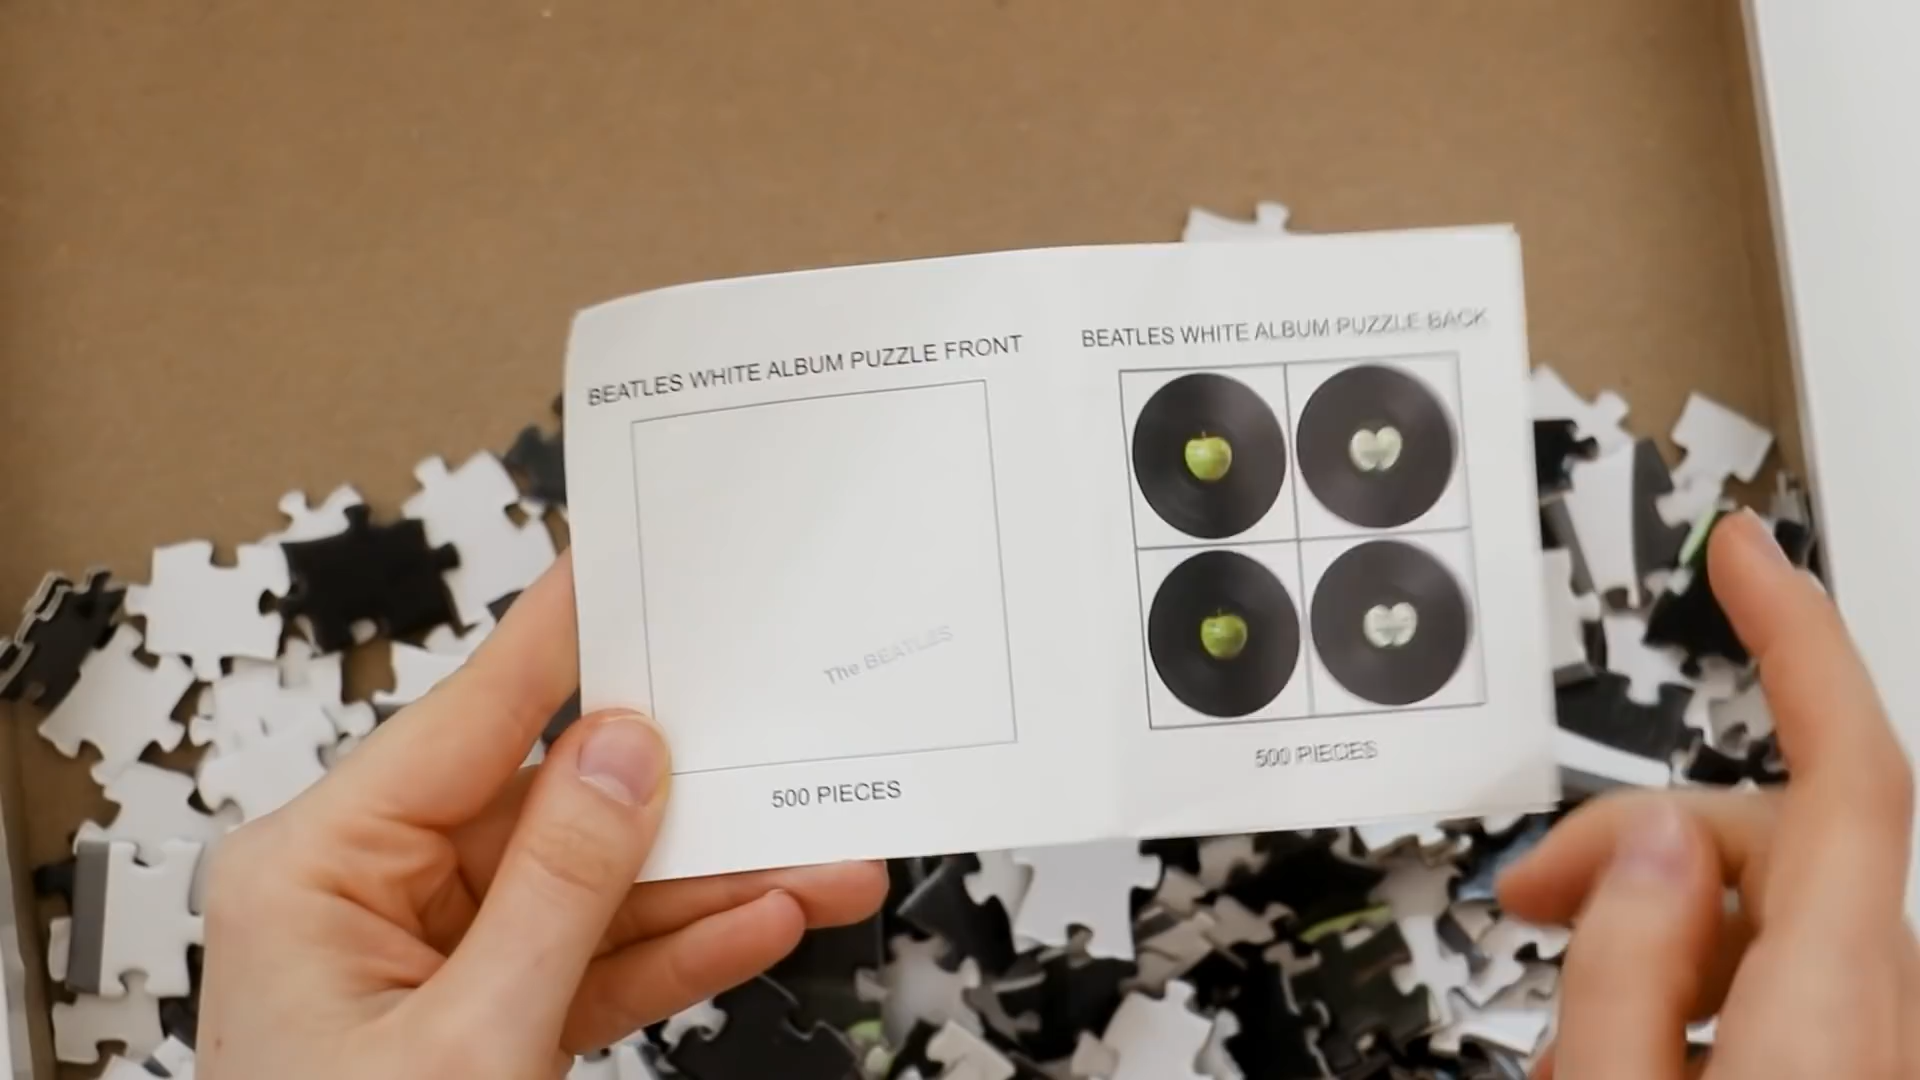 BEATLES WHITE ALBUM PUZZLE FRONT
The BEATLES
500 PIECES
BEATLES WHITE ALBUM PUZZLE BACK
500 PIECES